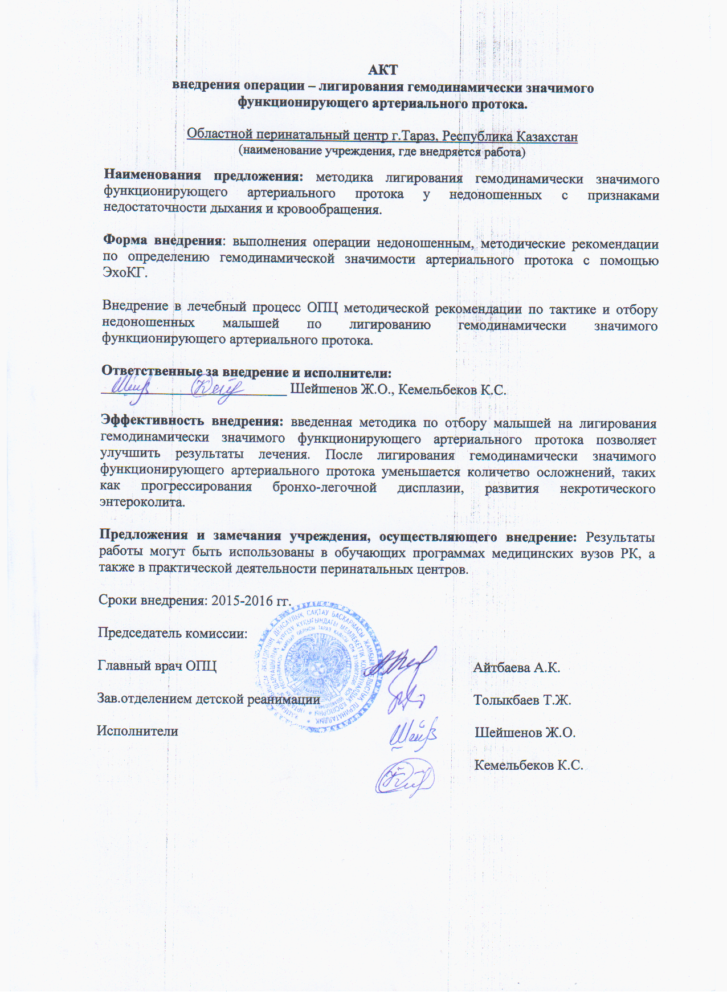 АКТ
внедрения операции – лигирования гемодинамически значимого
функционирующего артериального протока.
Областной перинатальный центр г.Тараз, Республика Казахстан
(наименование учреждения, где внедряется работа)
Наименования предложения: методика лигирования гемодинамически значимого
функционирующего артериального протока у недоношенных с признаками
недостаточности дыхания и кровообращения.
Форма внедрения: выполнения операции недоношенным, методические рекомендации
по определению гемодинамической значимости артериального протока с помощью
ЭхоКГ.
Внедрение в лечебный процесс ОПЦ методической рекомендации по тактике и отбору
недоношенных малышей по лигированию гемодинамически значимого
функционирующего артериального протока.
Ответственные за внедрение и исполнители:
Шейшенов Ж.О., Кемельбеков К.С.
Эффективность внедрения: введенная методика по отбору малышей на лигирования
гемодинамически значимого функционирующего артериального протока позволяет
улучшить результаты лечения. После лигирования гемодинамически значимого
функционирующего артериального протока уменьшается количетво осложнений, таких
как прогрессирования бронхо-легочной дисплазии, развития некротического
энтероколита.
Предложения и замечания учреждения, осуществляющего внедрение: Результаты
работы могут быть использованы в обучающих программах медицинских вузов РК, а
также в практической деятельности перинатальных центров.
Сроки внедрения: 2015-2016 гг.
Председатель комиссии:
Главный врач ОПЦ Айтбаева А.К.
Зав.отделением детской реанимации Толыкбаев Т.Ж.
Исполнители Шейшенов Ж.О.
Кемельбеков К.С.
ДЕНСАУЛЫҚ САҚТАУ БАСҚАРМАСЫ